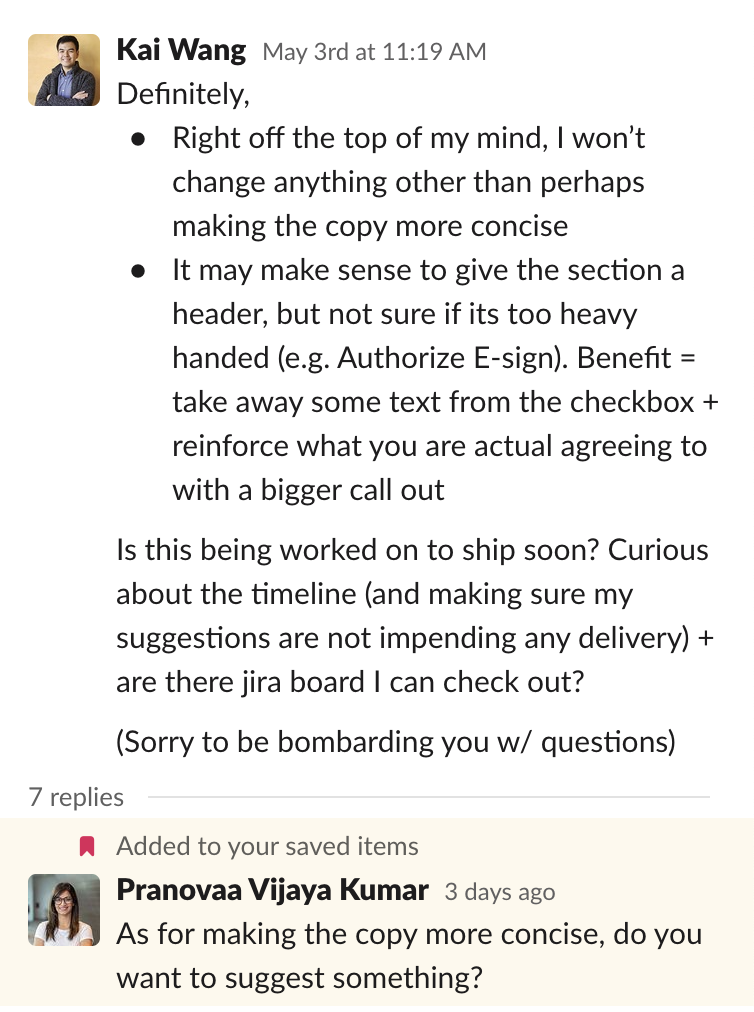 Kai Wang May 3rd at 11:19 AM
Definitely,
● Right off the top of my mind, I won’t
change anything other than perhaps
making the copy more concise
● It may make sense to give the section a
header, but not sure if its too heavy
handed (e.g. Authorize E-sign). Benefit =
take away some text from the checkbox +
reinforce what you are actual agreeing to
with a bigger call out
Is this being worked on to ship soon? Curious
about the timeline (and making sure my
suggestions are not impending any delivery) +
are there jira board I can check out?
(Sorry to be bombarding you w/ questions)
7 replies
Added to your saved items
Pranovaa Vijaya Kumar 3 days ago
As for making the copy more concise, do you
want to suggest something?